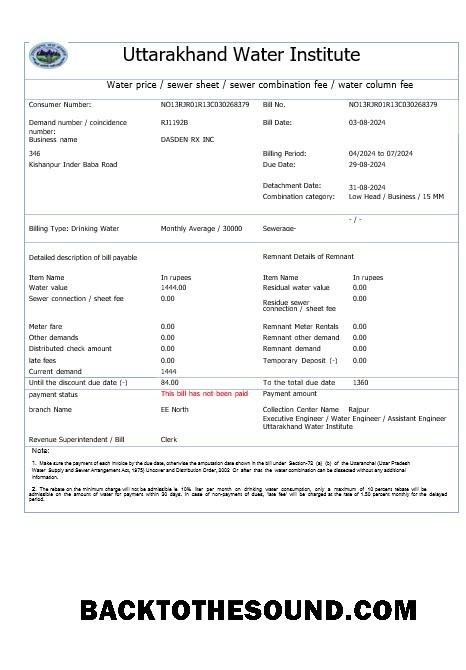 Uttarakhand Water Institute
Water price / sewer sheet / sewer combination fee / water column fee
Consumer Number: NO13RJR01R13C030268379 Bill No. NO13RJR01R13C030268379
Demand number / coincidence number: RJ1192B Bill Date: 03-08-2024
Business name DASDEN RX INC
346 Billing Period: 04/2024 to 07/2024
Kishanpur Inder Baba Road Due Date: 29-08-2024
Detachment Date: 31-08-2024
Combination category: Low Head / Business / 15 MM
- / -
Billing Type: Drinking Water Monthly Average / 30000 Sewerage-
Detailed description of bill payable Remnant Details of Remnant
Item Name In rupees Item Name In rupees
Water value 1444.00 Residual water value 0.00
Sewer connection / sheet fee 0.00 Residue sewer connection / sheet fee 0.00
Meter fare 0.00 Remnant Meter Rentals 0.00
Other demands 0.00 Remnant other demand 0.00
Distributed check amount 0.00 Remnant demand 0.00
late fees 0.00 Temporary Deposit (-) 0.00
Current demand 1444
Until the discount due date (-) 84.00 To the total due date 1360
payment status This bill has not been paid Payment amount
branch Name EE North Collection Center Name Rajpur
Executive Engineer / Water Engineer / Assistant Engineer
Uttarakhand Water Institute
Revenue Superintendent / Bill Clerk
Note:
1. Make sure the payment of each invoice by the due date, otherwise the amputation date shown in the bill under Section-72 (a) (b) of the Uttaranchal (Uttar Pradesh
Water Supply and Sewer Arrangement Act, 1975) Uncover and Distribution Order, 2002 Or after that the water combination can be dissected without any additional
information.
2. The rebate on the minimum charge will not be admissible ie 10% liter per month on drinking water consumption, only a maximum of 10 percent rebate will be
admissible on the amount of water for payment within 30 days. In case of non-payment of dues, 'late fee' will be charged at the rate of 1.50 percent monthly for the delayed
period.
BACKTOTHESOUND.COM